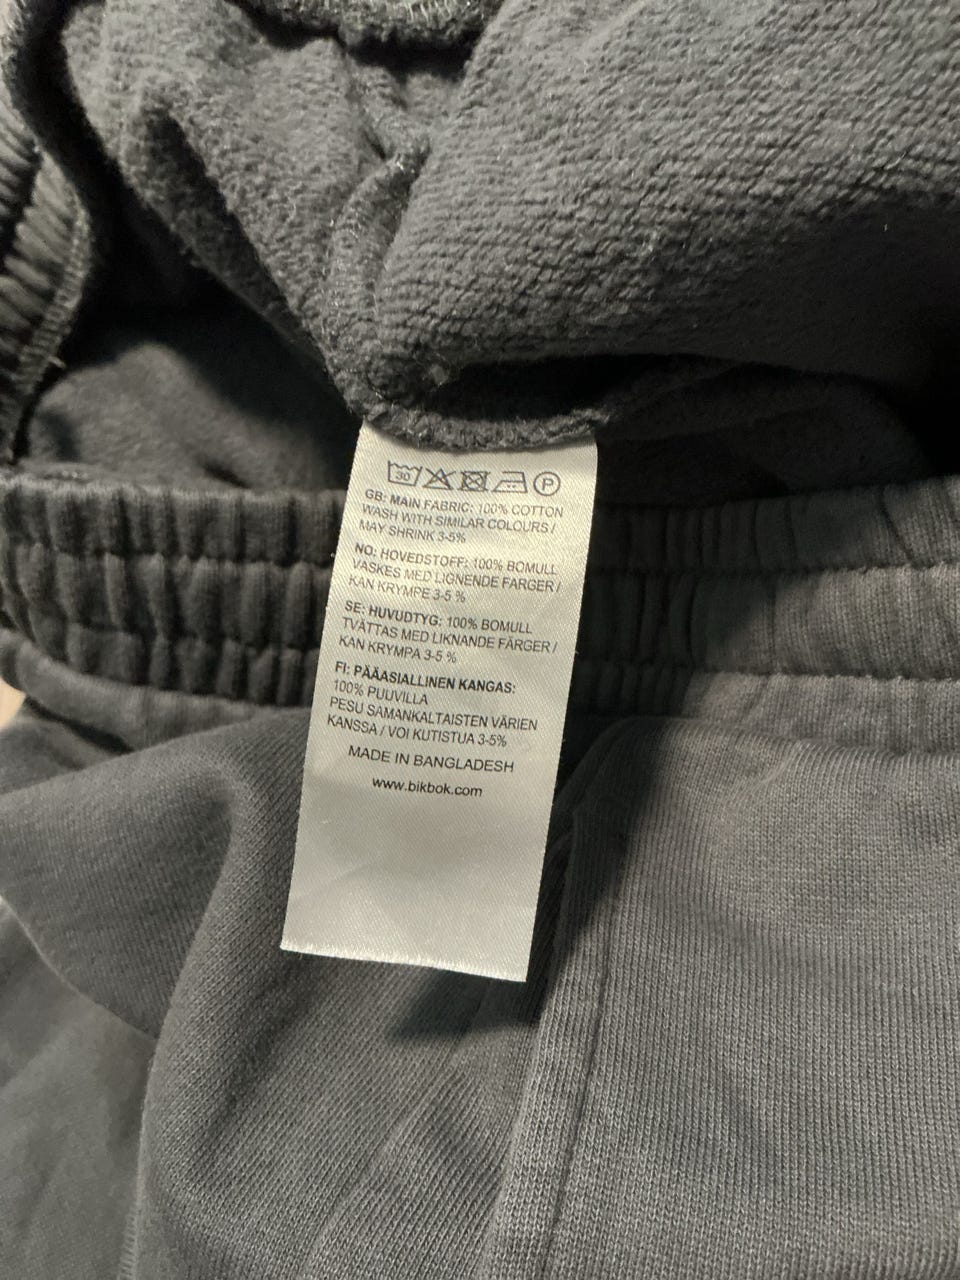 30 P
GB: MAIN FABRIC: 100% COTTON
WASH WITH SIMILAR COLOURS /
MAY SHRINK 3-5%
NO: HOVEDSTOFF: 100% BOMULL
VASKES MED LIGNENDE FARGER /
KAN KRYMPE 3-5 %
SE: HUVUDTYG: 100% BOMULL
TVÄTTAS MED LIKNANDE FÄRGER /
KAN KRYMPA 3-5 %
FI: PÄÄASIALLINEN KANGAS:
100% PUUVILLA
PESU SAMANKALTAISTEN VÄRIEN
KANSSA / VOI KUTISTUA 3-5%
MADE IN BANGLADESH
www.bikbok.com